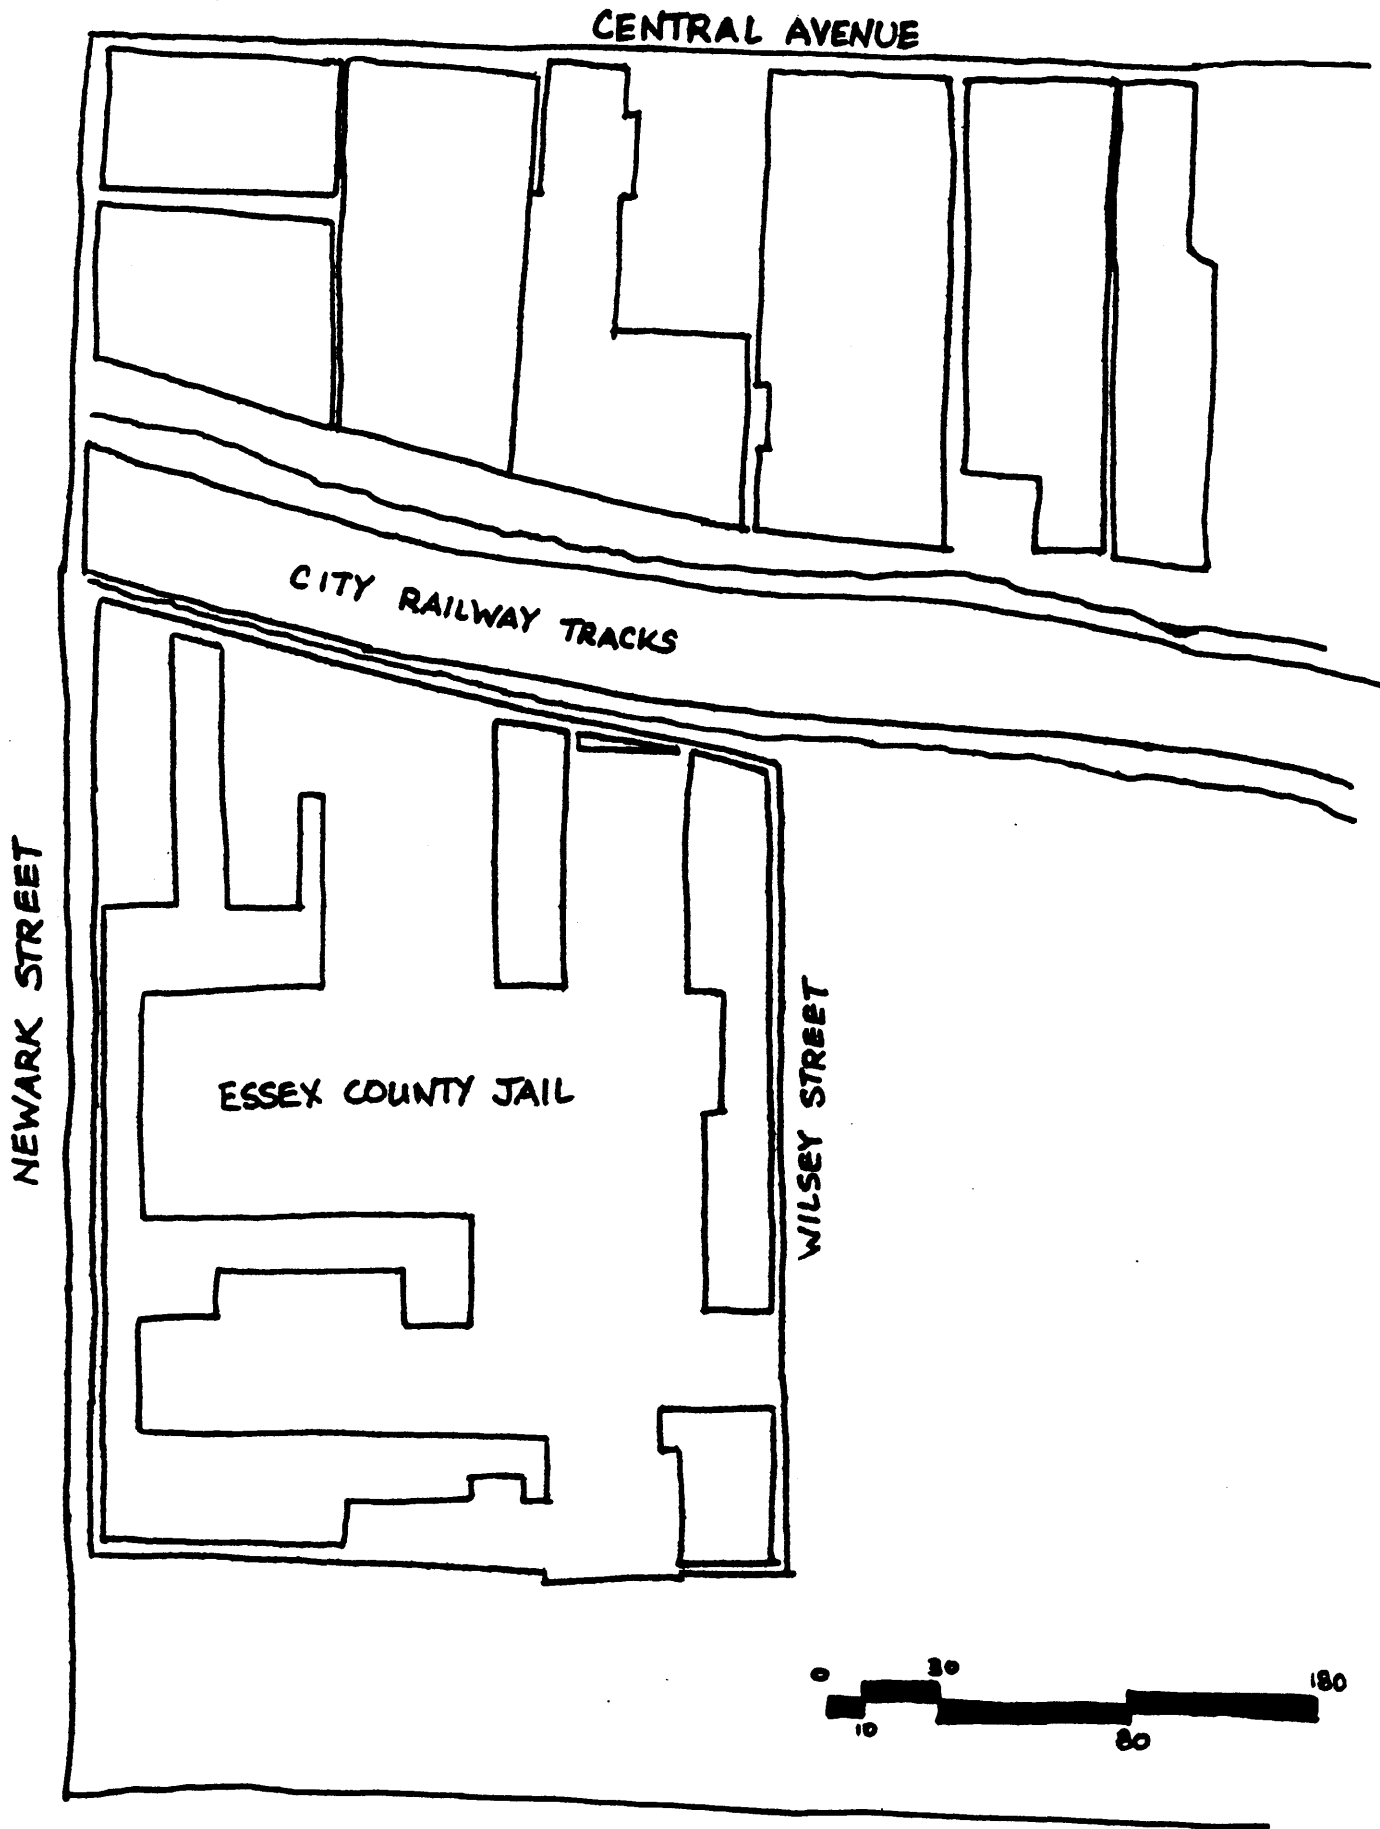 CENTRAL AVENUE
CITY RAILWAY TRACKS
NEWARK STREET
ESSEX COUNTY JAIL
WILSEY STREET
0 30 180
10 80